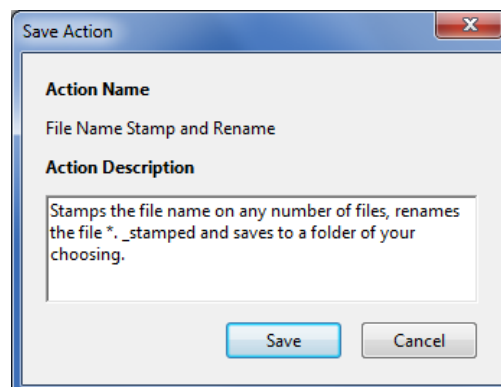 Save Action
Action Name
File Name Stamp and Rename
Action Description
Stamps the file name on any number of files, renames
the file *. _stamped and saves to a folder of your
choosing.
Save
Cancel